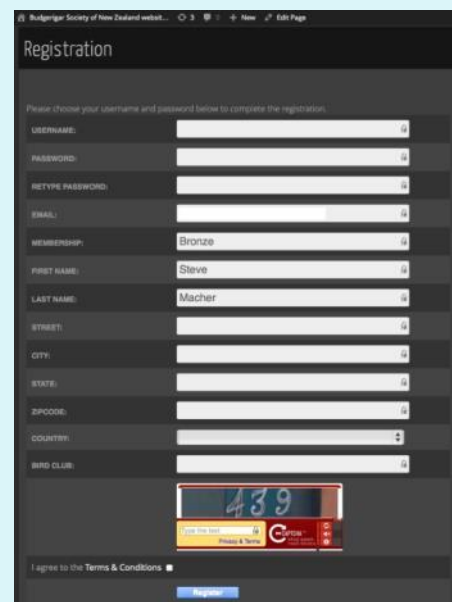 Budgerigar Society of New Zealand websit... 3 + New Edit Page
Registration
Please choose your username and password below to complete the registration.
USERNAME:
PASSWORD:
RETYPE PASSWORD:
EMAIL:
MEMBERSHIP: Bronze
FIRST NAME: Steve
LAST NAME: Macher
STREET:
CITY:
STATE:
ZIPCODE:
COUNTRY:
BIRD CLUB:
439
Type the text
Privacy & Terms
I agree to the Terms & Conditions
Register